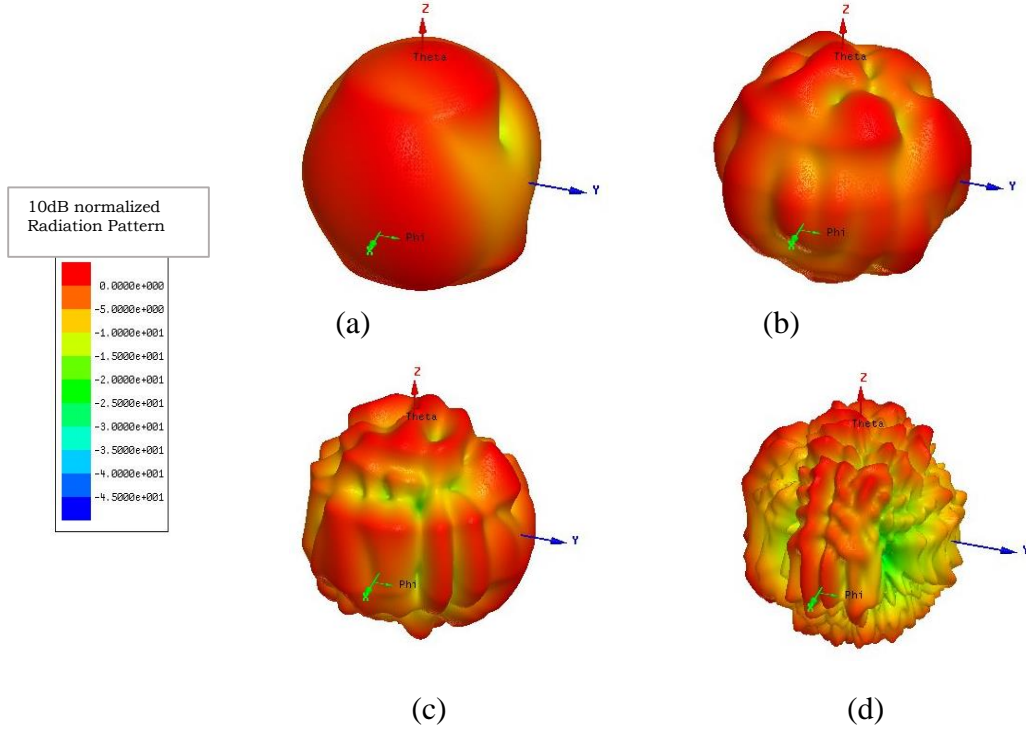 Z
Theta
Y
Phi
X
(a)
Z
Theta
Y
Phi
X
(b)
10dB normalized
Radiation Pattern
0.0000e+000
-5.0000e+000
-1.0000e+001
-1.5000e+001
-2.0000e+001
-2.5000e+001
-3.0000e+001
-3.5000e+001
-4.0000e+001
-4.5000e+001
Z
Theta
Y
Phi
X
(c)
Z
Theta
Y
Phi
X
(d)